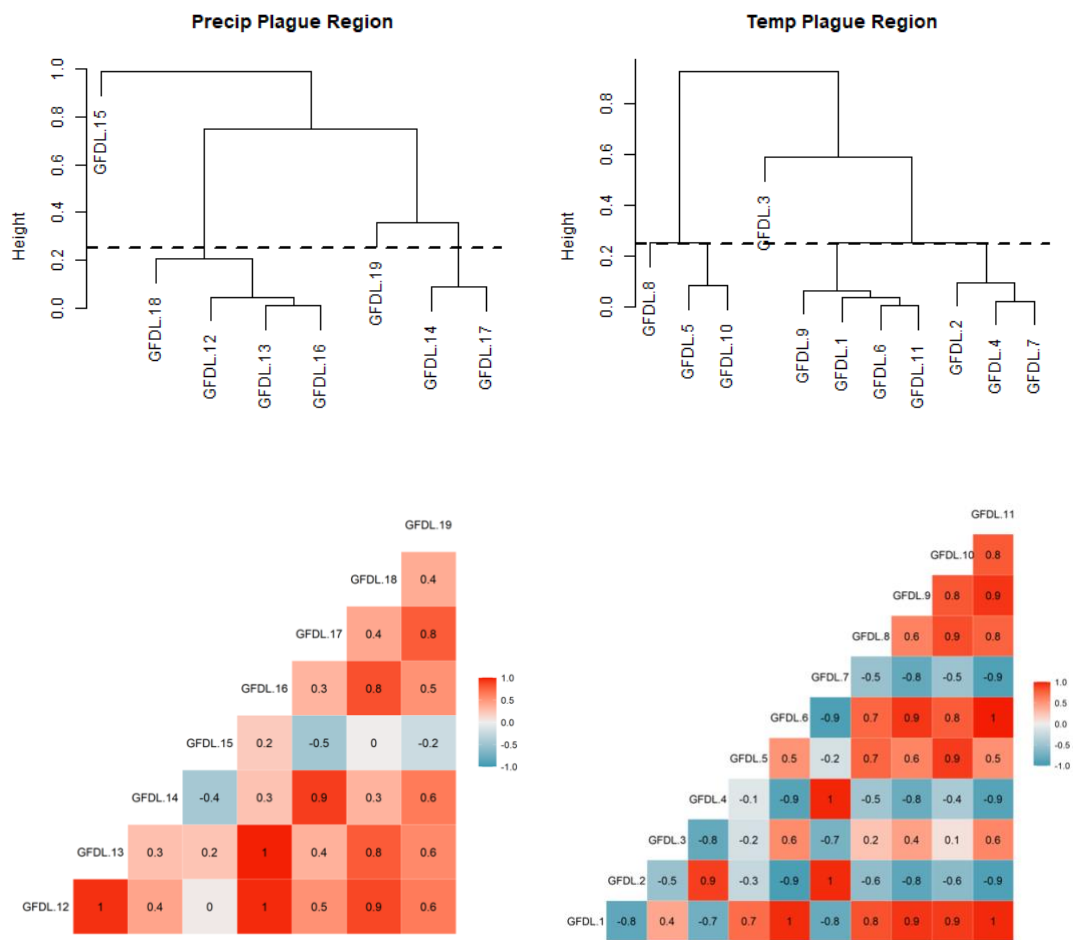 Precip Plague Region
Temp Plague Region
Height
1.0
0.8
0.6
0.4
0.2
0.0
GFDL.15
GFDL.18
GFDL.12
GFDL.13
GFDL.16
GFDL.19
GFDL.14
GFDL.17
Height
0.8
0.6
0.4
0.2
0.0
GFDL.8
GFDL.5
GFDL.10
GFDL.3
GFDL.9
GFDL.1
GFDL.6
GFDL.11
GFDL.2
GFDL.4
GFDL.7
GFDL.19
GFDL.18 0.4
GFDL.17 0.4 0.8
GFDL.16 0.3 0.8 0.5
GFDL.15 0.2 -0.5 0 -0.2
GFDL.14 -0.4 0.3 0.9 0.3 0.6
GFDL.13 0.3 0.2 1 0.4 0.8 0.6
GFDL.12 1 0.4 0 1 0.5 0.9 0.6
1.0
0.5
0.0
-0.5
-1.0
GFDL.11
GFDL.10 0.8
GFDL.9 0.8 0.9
GFDL.8 0.6 0.9 0.8
GFDL.7 -0.5 -0.8 -0.5 -0.9
GFDL.6 -0.9 0.7 0.9 0.8 1
GFDL.5 0.5 -0.2 0.7 0.6 0.9 0.5
GFDL.4 -0.1 -0.9 1 -0.5 -0.8 -0.4 -0.9
GFDL.3 -0.8 -0.2 0.6 -0.7 0.2 0.4 0.1 0.6
GFDL.2 -0.5 0.9 -0.3 -0.9 1 -0.6 -0.8 -0.6 -0.9
GFDL.1 -0.8 0.4 -0.7 0.7 1 -0.8 0.8 0.9 0.9 1
1.0
0.5
0.0
-0.5
-1.0